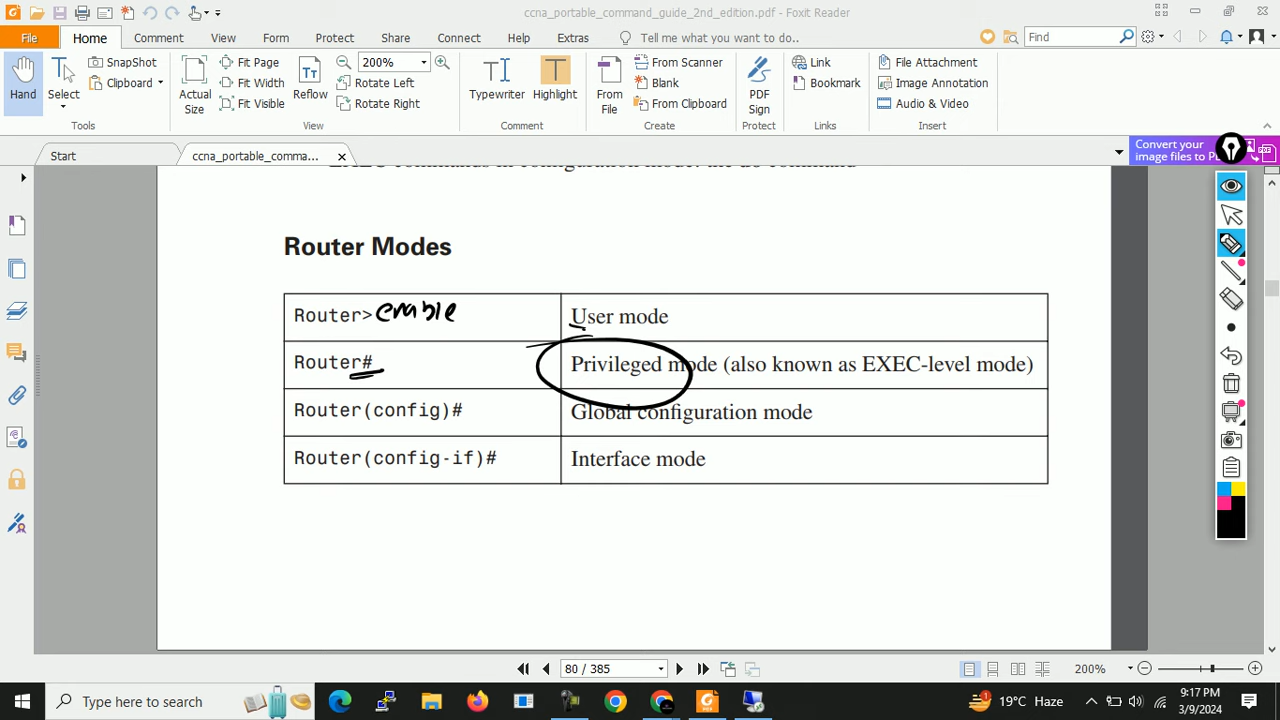 ccna_portable_command_guide_2nd_edition.pdf - Foxit Reader
File Home Comment View Form Protect Share Connect Help Extras Tell me what you want to do.. Find
Hand
Select
SnapShot
Clipboard
Tools
Actual Size
Fit Page
Fit Width
Fit Visible
Reflow
200%
Rotate Left
Rotate Right
View
Typewriter
Highlight
Comment
From File
From Scanner
Blank
From Clipboard
Create
PDF Sign
Protect
Link
Bookmark
Links
File Attachment
Image Annotation
Audio & Video
Insert
Start ccna_portable_comma...
Convert your
image files to P
Router Modes
Router> enable User mode
Router# Privileged mode (also known as EXEC-level mode)
Router(config)# Global configuration mode
Router(config-if)# Interface mode
80 / 385 200%
Type here to search 19°C Haze 9:17 PM
3/9/2024